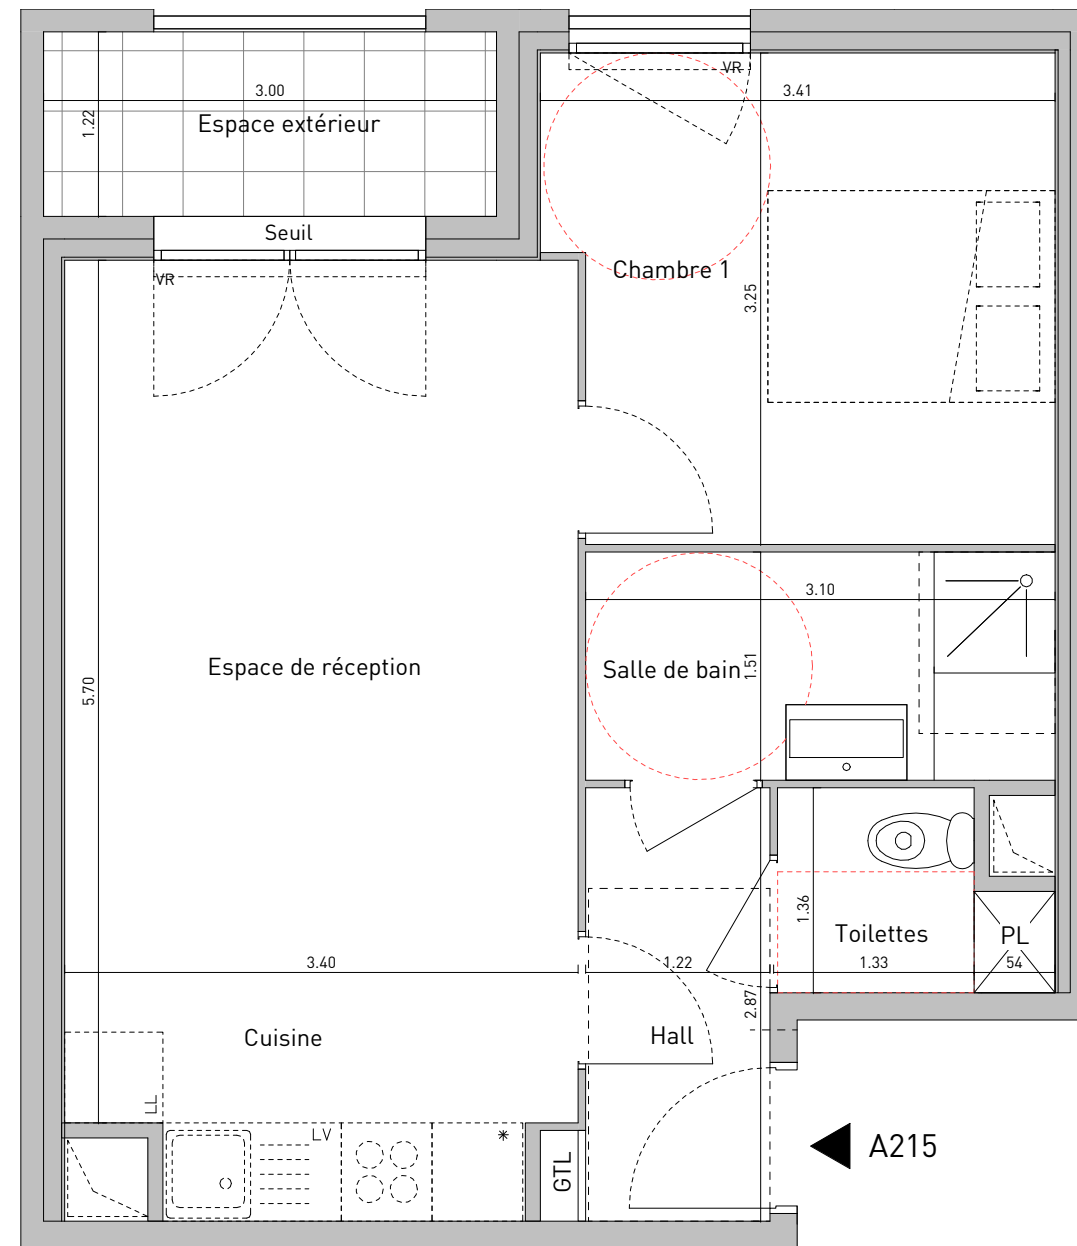 VR
3.00
3.41
1.22
Espace extérieur
Seuil
VR
Chambre 1
3.25
3.10
Espace de réception
Salle de bain
1.51
5.70
1.36
Toilettes
PL
3.40
1.22
1.33
54
2.87
Cuisine
Hall
LL
LV
*
GTL
A215